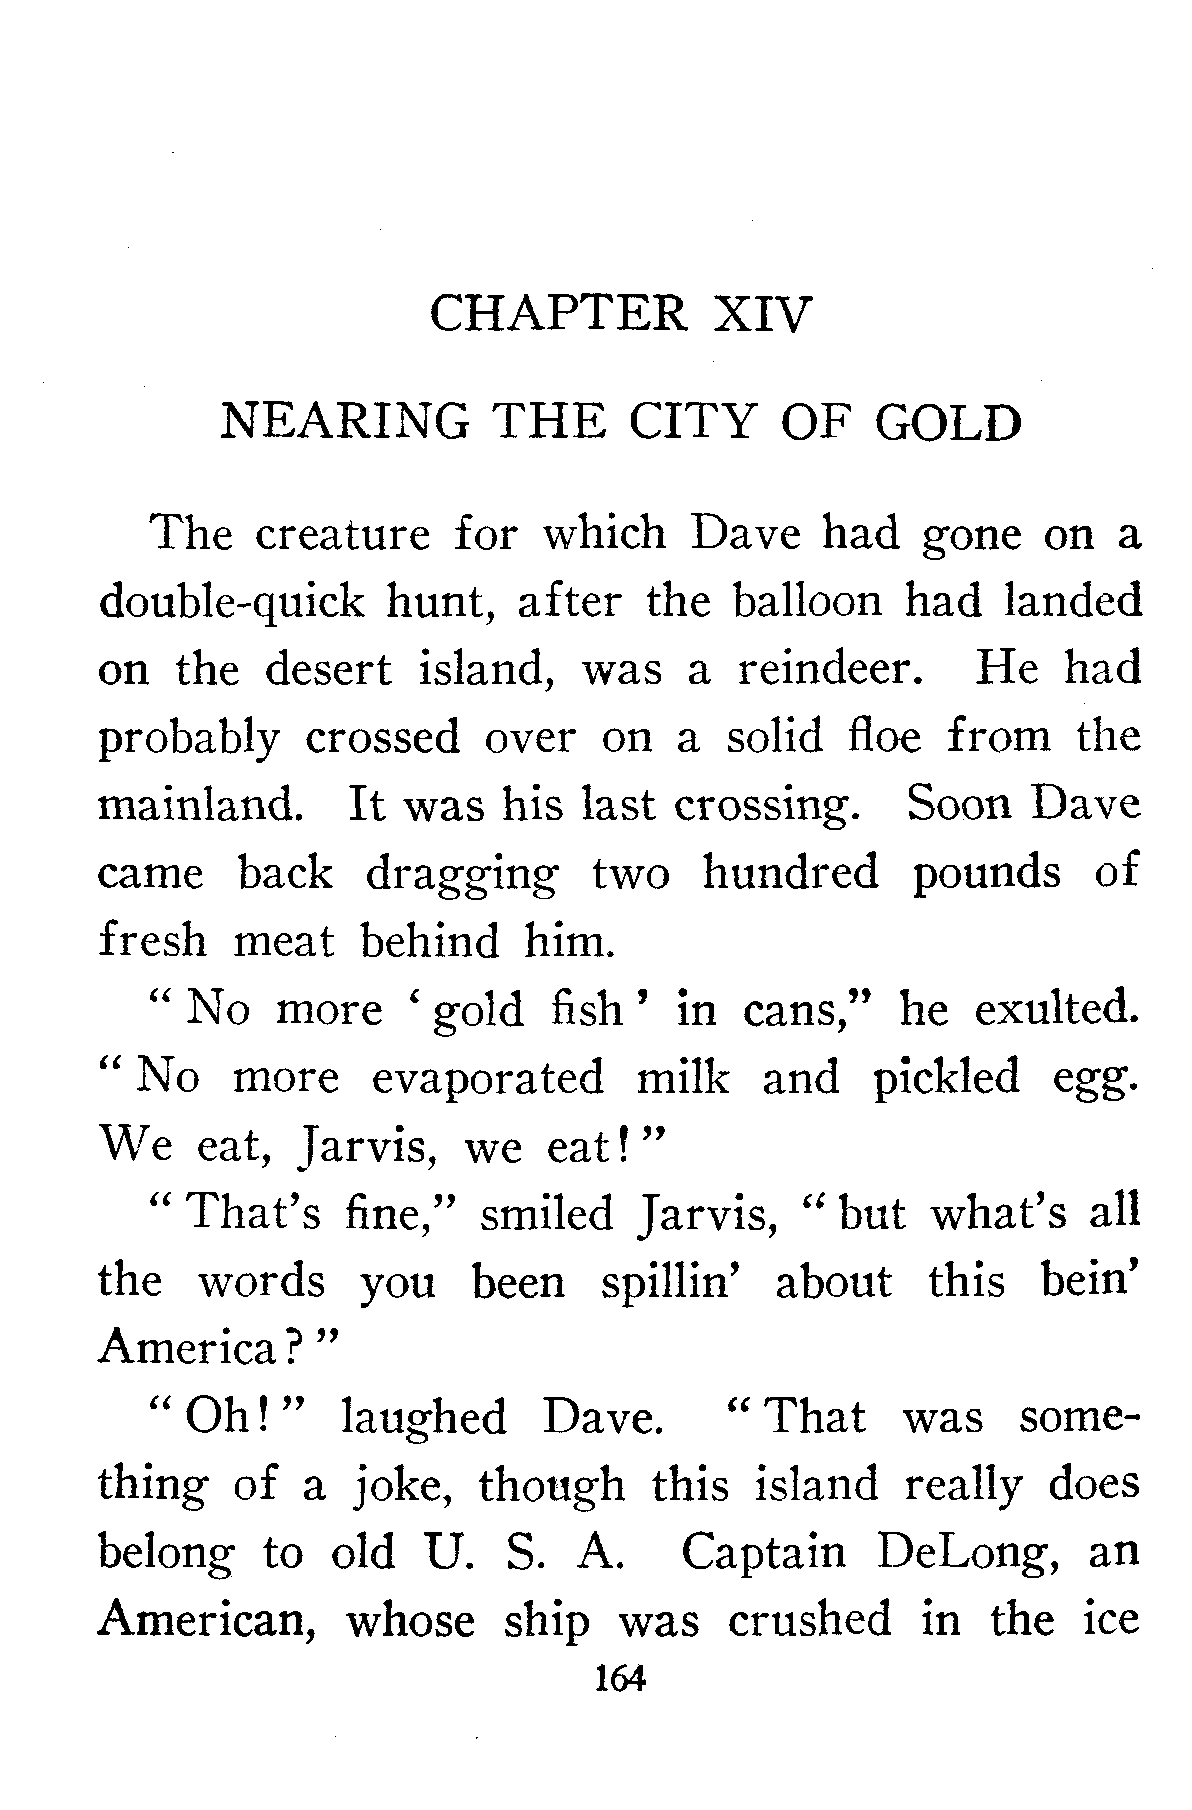 CHAPTER XIV
NEARING THE CITY OF GOLD
The creature for which Dave had gone on a
double-quick hunt, after the balloon had landed
on the desert island, was a reindeer. He had
probably crossed over on a solid floe from the
mainland. It was his last crossing. Soon Dave
came back dragging two hundred pounds of
fresh meat behind him.
“ No more ‘ gold fish ’ in cans,” he exulted.
“ No more evaporated milk and pickled egg.
We eat, Jarvis, we eat! ”
“ That’s fine,” smiled Jarvis, “ but what’s all
the words you been spillin’ about this bein’
America? ”
“ Oh! ” laughed Dave. “ That was some-
thing of a joke, though this island really does
belong to old U. S. A. Captain DeLong, an
American, whose ship was crushed in the ice
164